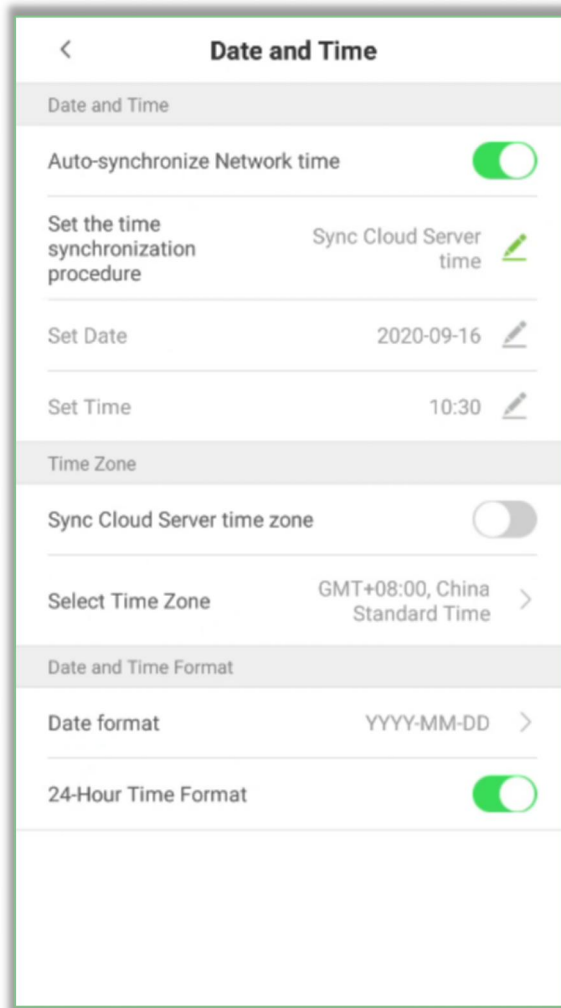 Date and Time
Date and Time
Auto-synchronize Network time
Set the time
synchronization
procedure
Sync Cloud Server
time
Set Date
2020-09-16
Set Time
10:30
Time Zone
Sync Cloud Server time zone
Select Time Zone
GMT+08:00, China
Standard Time
Date and Time Format
Date format
YYYY-MM-DD
24-Hour Time Format